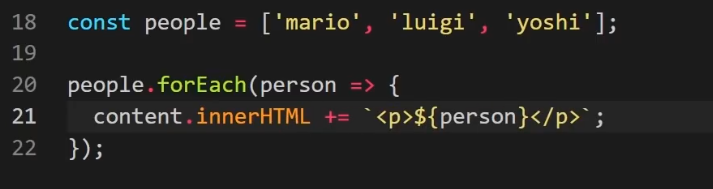 18 const people = ['mario', 'luigi', 'yoshi'];
19
20 people.forEach(person => {
21   content.innerHTML += `<p>${person}</p>`;
22 });